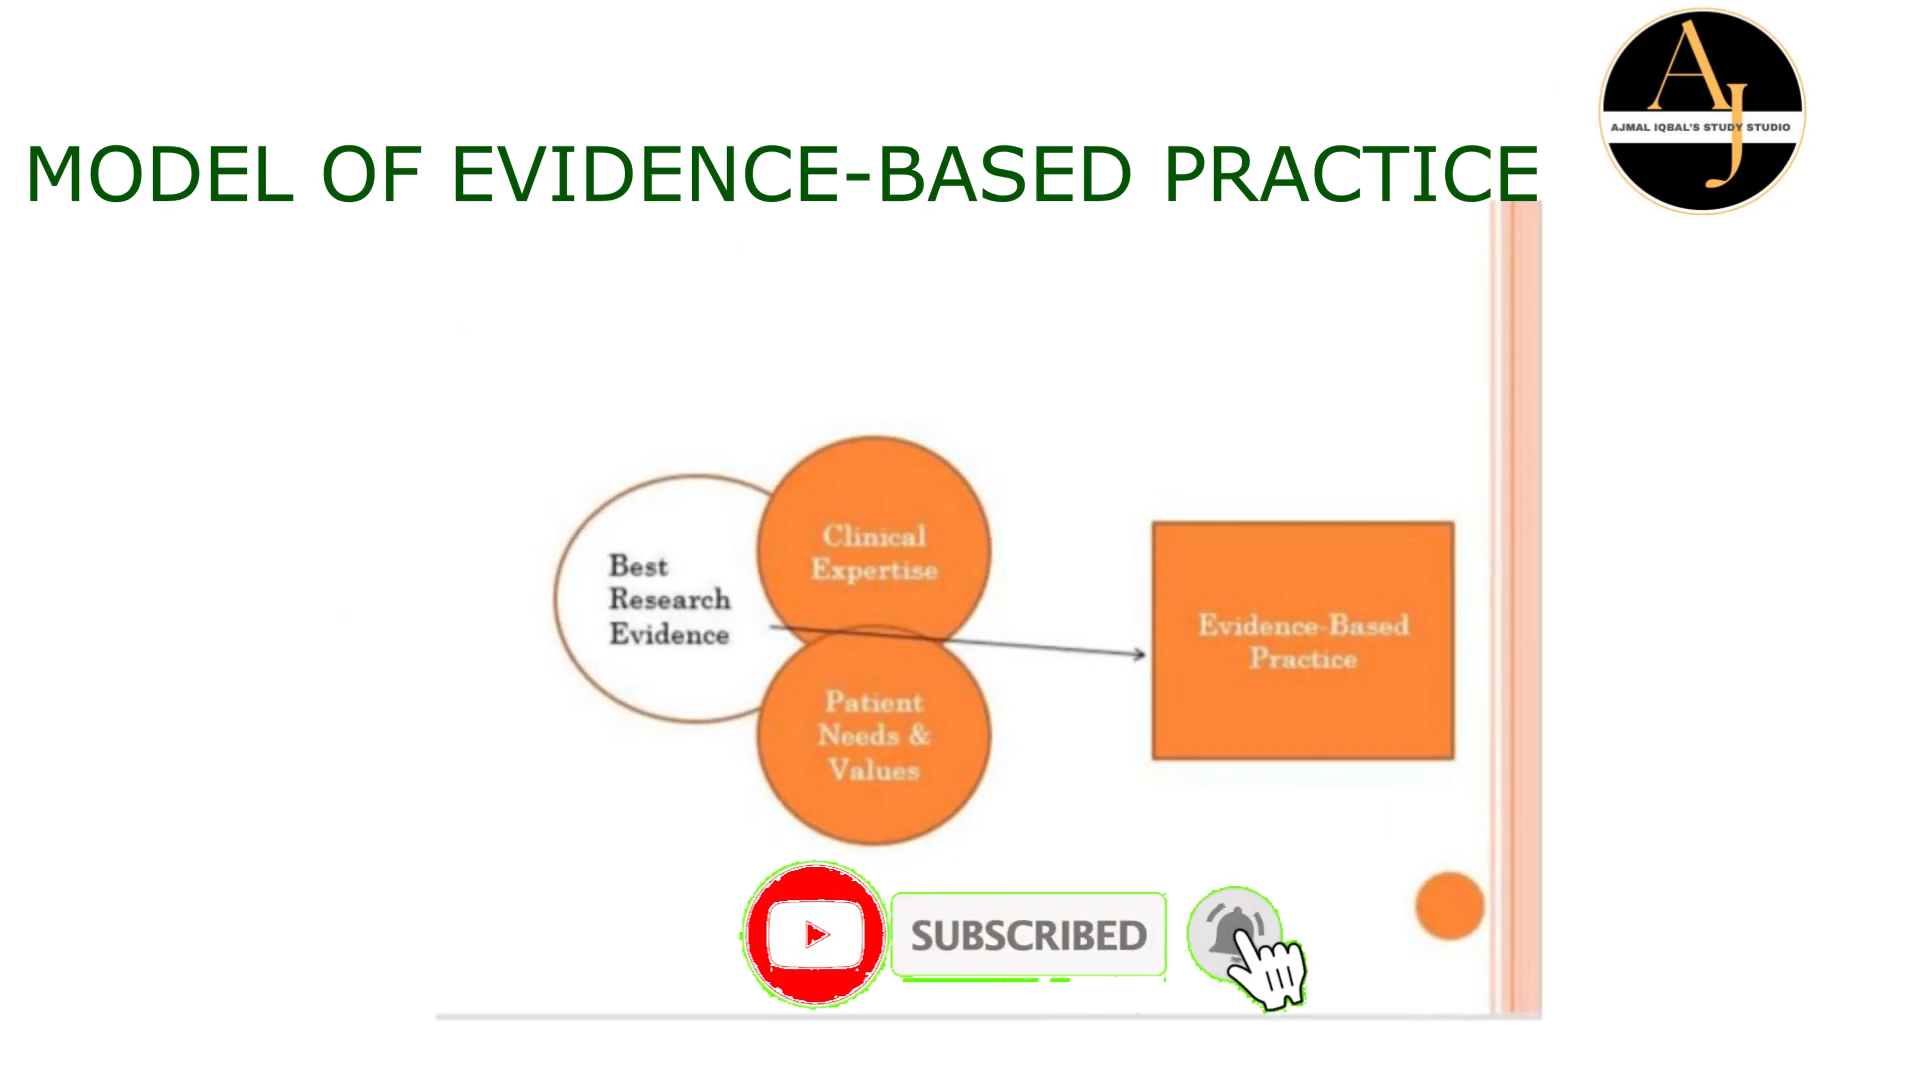 AJ
AJMAL IQBAL'S STUDY STUDIO
MODEL OF EVIDENCE-BASED PRACTICE
Clinical
Expertise
Best
Research
Evidence
Evidence-Based
Practice
Patient
Needs &
Values
SUBSCRIBED